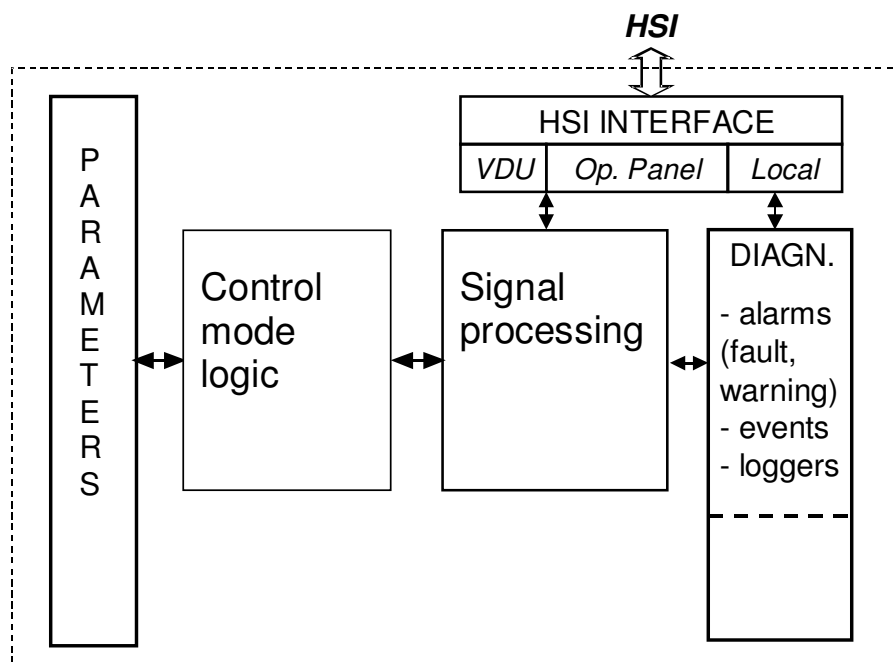 HSI
HSI INTERFACE
VDU
Op. Panel
Local
P
A
R
A
M
E
T
E
R
S
Control
mode
logic
Signal
processing
DIAGN.
- alarms
(fault,
warning)
- events
- loggers